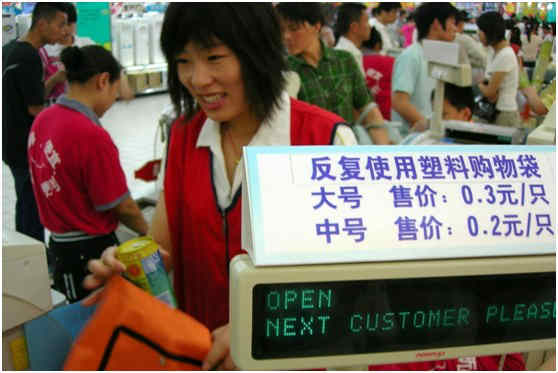 反复使用塑料购物袋
大号 售价：0.3元/只
中号 售价：0.2元/只
OPEN
NEXT CUSTOMER PLEASE